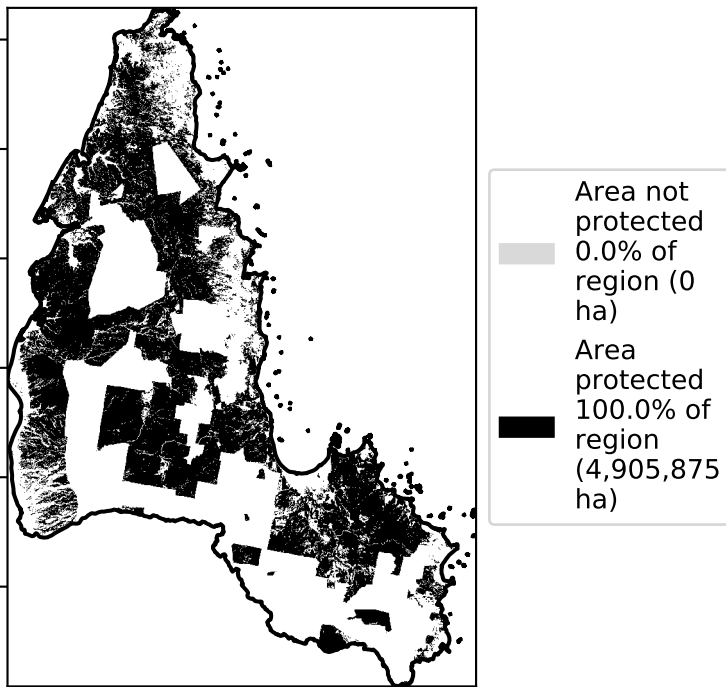 Area not
protected
0.0% of
region (0
ha)
Area
protected
100.0% of
region
(4,905,875
ha)